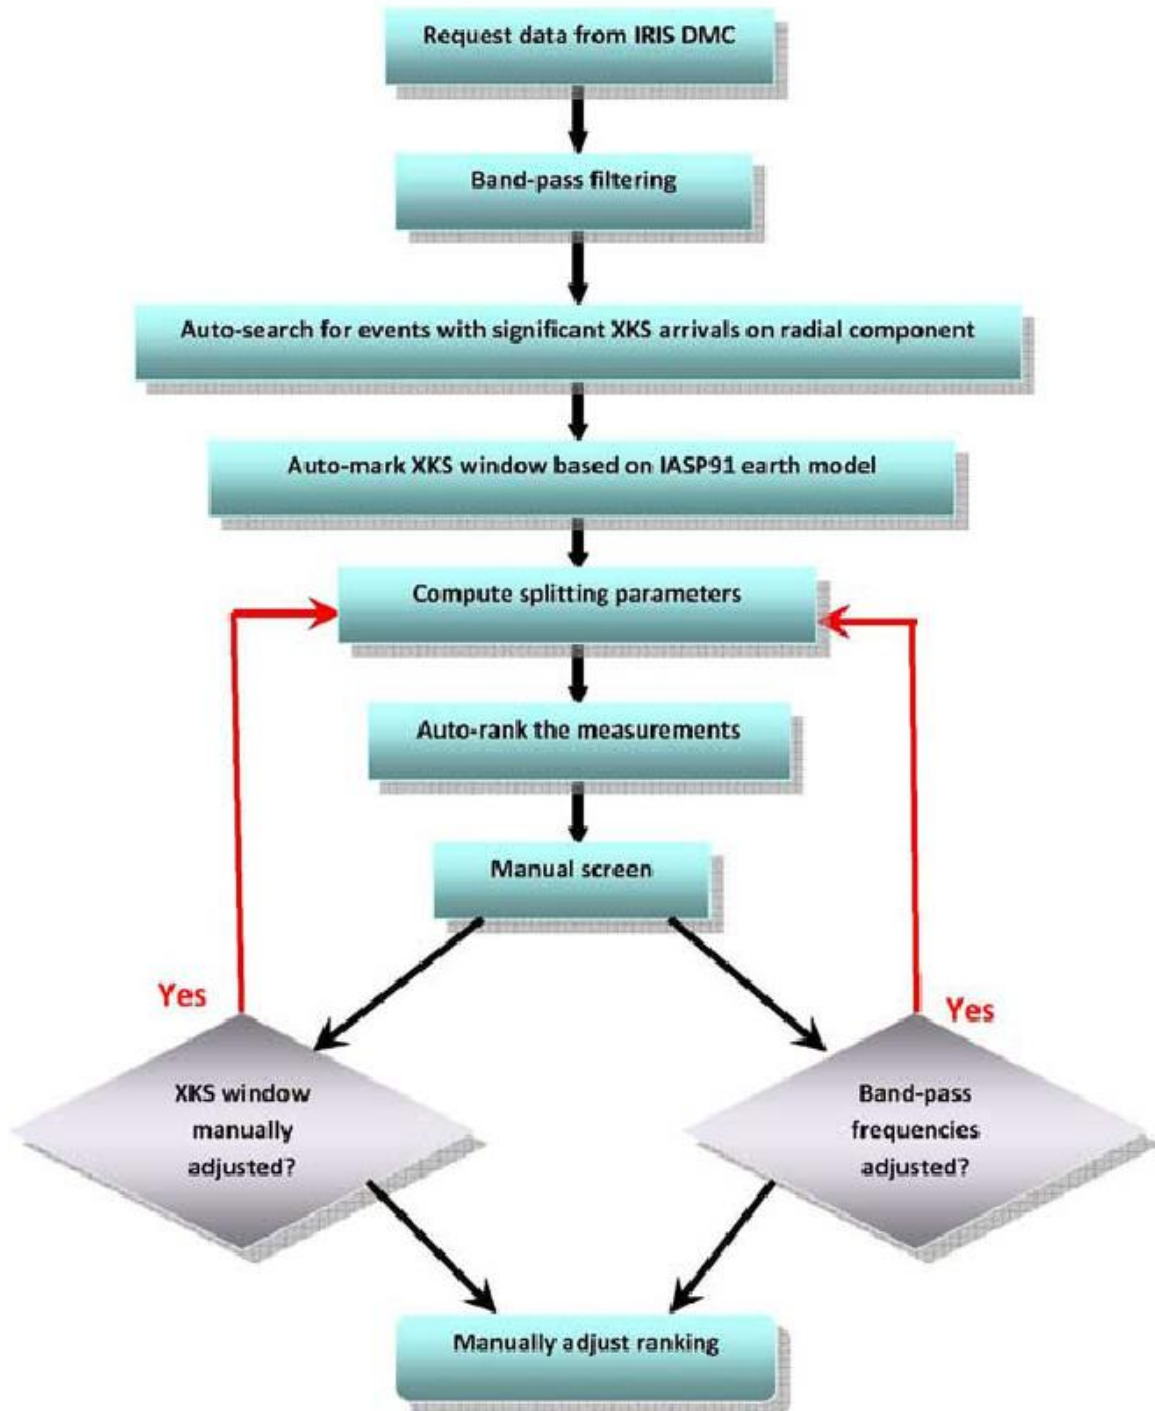 Request data from IRIS DMC
Band-pass filtering
Auto-search for events with significant XKS arrivals on radial component
Auto-mark XKS window based on IASP91 earth model
Compute splitting parameters
Auto-rank the measurements
Manual screen
Yes
Yes
XKS window
manually
adjusted?
Band-pass
frequencies
adjusted?
Manually adjust ranking